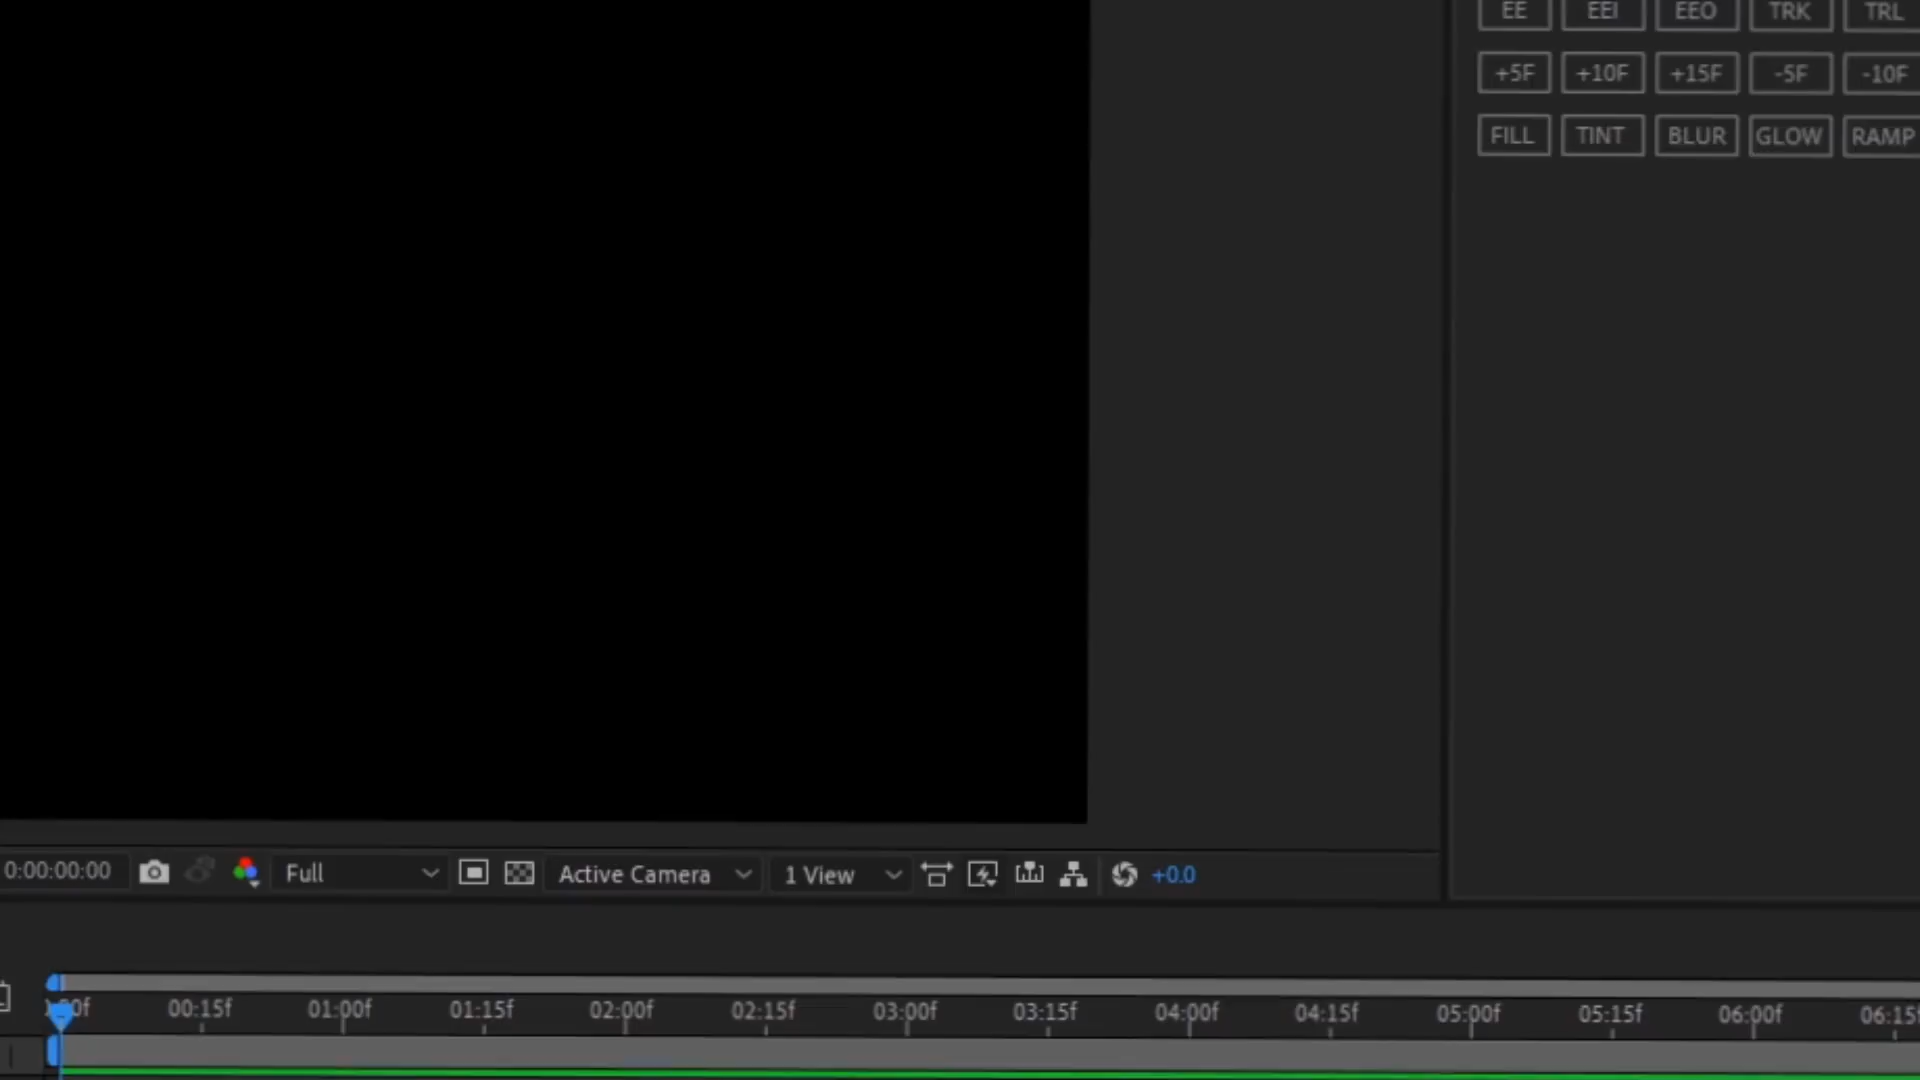 EE EEI EEO TRK TRL
+5F +10F +15F -5F -10F
FILL TINT BLUR GLOW RAMP
0:00:00:00 Full Active Camera 1 View +0.0
00:15f 01:00f 01:15f 02:00f 02:15f 03:00f 03:15f 04:00f 04:15f 05:00f 05:15f 06:00f 06:15f